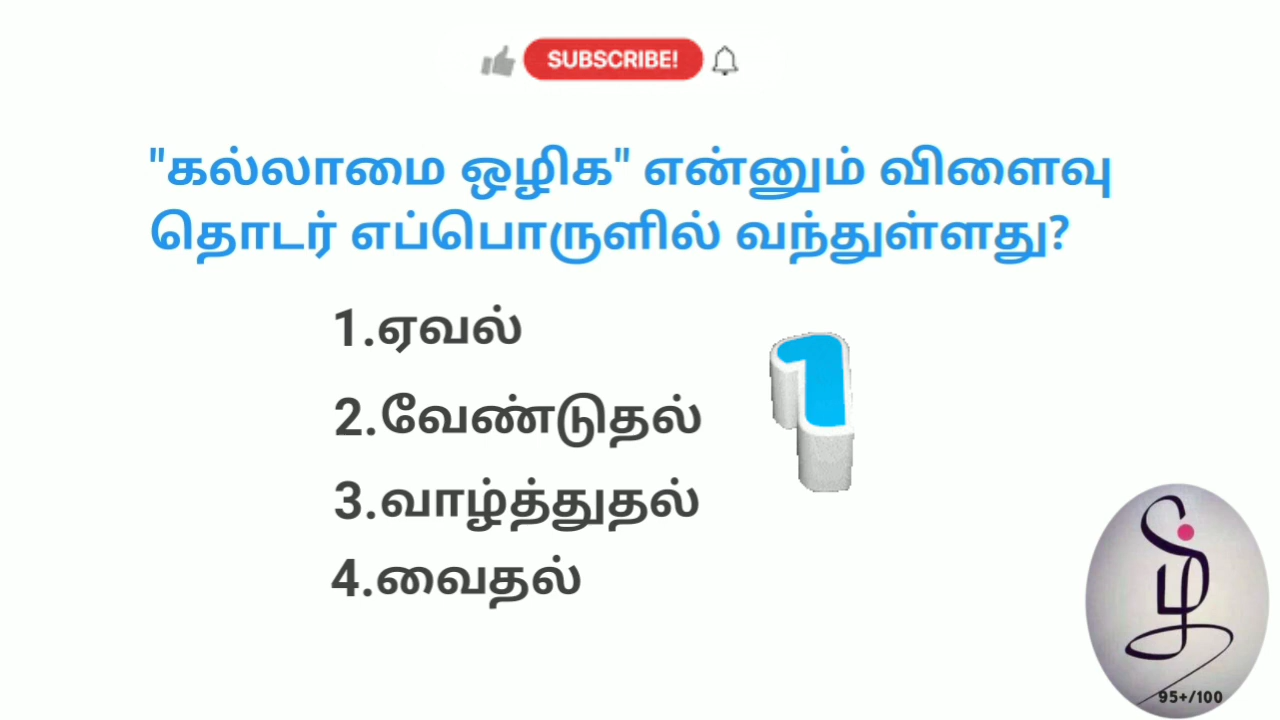 SUBSCRIBE!
"கல்லாமை ஒழிக" என்னும் விளைவு
தொடர் எப்பொருளில் வந்துள்ளது?
1.ஏவல்
2.வேண்டுதல்
3.வாழ்த்துதல்
4.வைதல்
1
95+/100